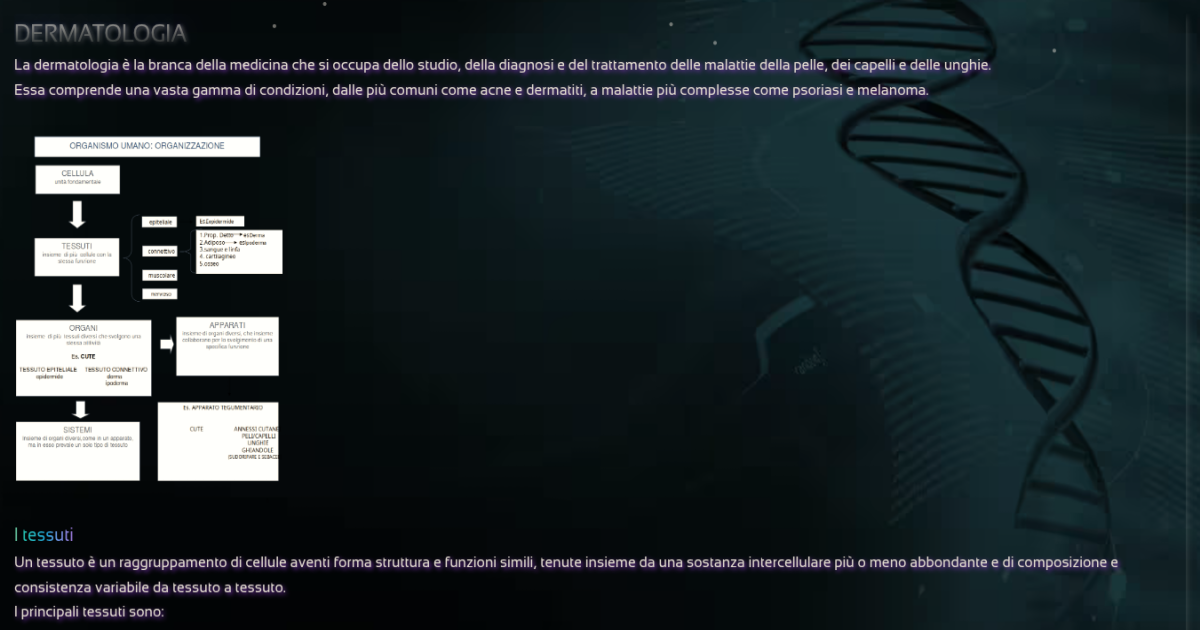 DERMATOLOGIA
La dermatologia è la branca della medicina che si occupa dello studio, della diagnosi e del trattamento delle malattie della pelle, dei capelli e delle unghie.
Essa comprende una vasta gamma di condizioni, dalle più comuni come acne e dermatiti, a malattie più complesse come psoriasi e melanoma.
ORGANISMO UMANO: ORGANIZZAZIONE
CELLULA
unità fondamentale
TESSUTI
insieme di più cellule con la
stessa funzione
epiteliale
Es.Epidermide
connettivo
1.Prop. Detto esDerma
2.Adiposo esIpoderma
3.sangue e linfa
4. cartilagineo
5.osseo
muscolare
nervoso
ORGANI
insieme di più tessuti diversi che svolgono una
stessa attività
Es. CUTE
TESSUTO EPITELIALE TESSUTO CONNETTIVO
epidermide derma
ipoderma
APPARATI
insieme di organi diversi, che insieme
collaborano per lo svolgimento di una
specifica funzione
SISTEMI
insieme di organi diversi,come in un apparato,
ma in esso prevale un solo tipo di tessuto
Es. APPARATO TEGUMENTARIO
CUTE ANNESSI CUTANE
PELI/CAPELLI
UNGHIE
GHIANDOLE
(SUDORIPARE E SEBACE
I tessuti
Un tessuto è un raggruppamento di cellule aventi forma struttura e funzioni simili, tenute insieme da una sostanza intercellulare più o meno abbondante e di composizione e
consistenza variabile da tessuto a tessuto.
I principali tessuti sono: